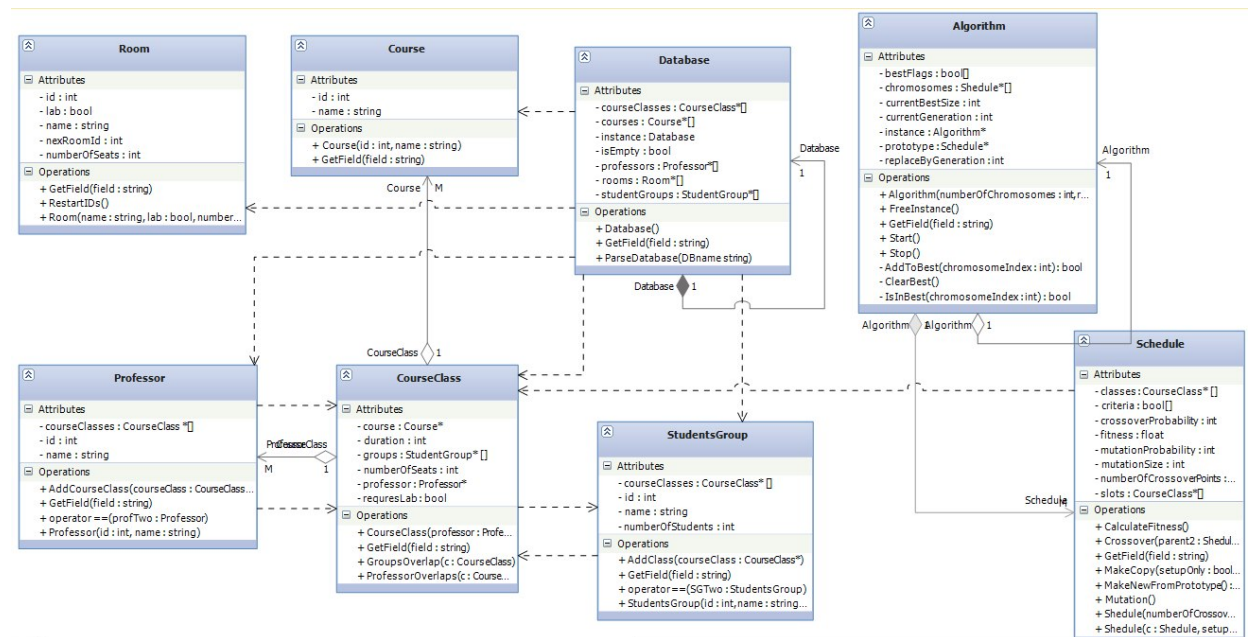 Room
Attributes
- id : int
- lab : bool
- name : string
- nexRoomId : int
- numberOfSeats : int
Operations
+ GetField(field : string)
+ RestartIDs()
+ Room(name : string, lab : bool, number...
Course
Attributes
- id : int
- name : string
Operations
+ Course(id : int, name : string)
+ GetField(field : string)
Course M
Database
Attributes
- courseClasses : CourseClass*[]
- courses : Course*[]
- instance : Database
- isEmpty : bool
- professors : Professor*[]
- rooms : Room*[]
- studentGroups : StudentGroup*[]
Operations
+ Database()
+ GetField(field : string)
+ ParseDatabase(DBname string)
Database
1
Database 1
Algorithm
Attributes
- bestFlags : bool[]
- chromosomes : Shedule*[]
- currentBestSize : int
- currentGeneration : int
- instance : Algorithm*
- prototype : Schedule*
- replaceByGeneration : int
Operations
+ Algorithm(numberOfChromosomes : int,r...
+ FreeInstance()
+ GetField(field : string)
+ Start()
+ Stop()
- AddToBest(chromosomeIndex : int) : bool
- ClearBest()
- IsInBest(chromosomeIndex : int) : bool
Algorithm
1
Algorithm 1
Algorithm 1
CourseClass 1
Professor
Attributes
- courseClasses : CourseClass *[]
- id : int
- name : string
Operations
+ AddCourseClass(courseClass : CourseClass...
+ GetField(field : string)
+ operator ==(profTwo : Professor)
+ Professor(id : int, name : string)
M
1
CourseClass
Attributes
- course : Course*
- duration : int
- groups : StudentGroup* []
- numberOfSeats : int
- professor : Professor*
- requresLab : bool
Operations
+ CourseClass(professor : Profe...
+ GetField(field : string)
+ GroupsOverlap(c : CourseClass)
+ ProfessorOverlaps(c : Course...
StudentsGroup
Attributes
- courseClasses : CourseClass* []
- id : int
- name : string
- numberOfStudents : int
Operations
+ AddClass(courseClass : CourseClass*)
+ GetField(field : string)
+ operator ==(SGTwo : StudentsGroup)
+ StudentsGroup(id : int,name : string...
Schedule
Schedule
Attributes
- classes : CourseClass* []
- criteria : bool[]
- crossoverProbability : int
- fitness : float
- mutationProbability : int
- mutationSize : int
- numberOfCrossoverPoints : ...
- slots : CourseClass*[]
Operations
+ CalculateFitness()
+ Crossover(parent2 : Shedul...
+ GetField(field : string)
+ MakeCopy(setupOnly : bool...
+ MakeNewFromPrototype() :...
+ Mutation()
+ Shedule(numberOfCrossov...
+ Shedule(c : Shedule, setup...